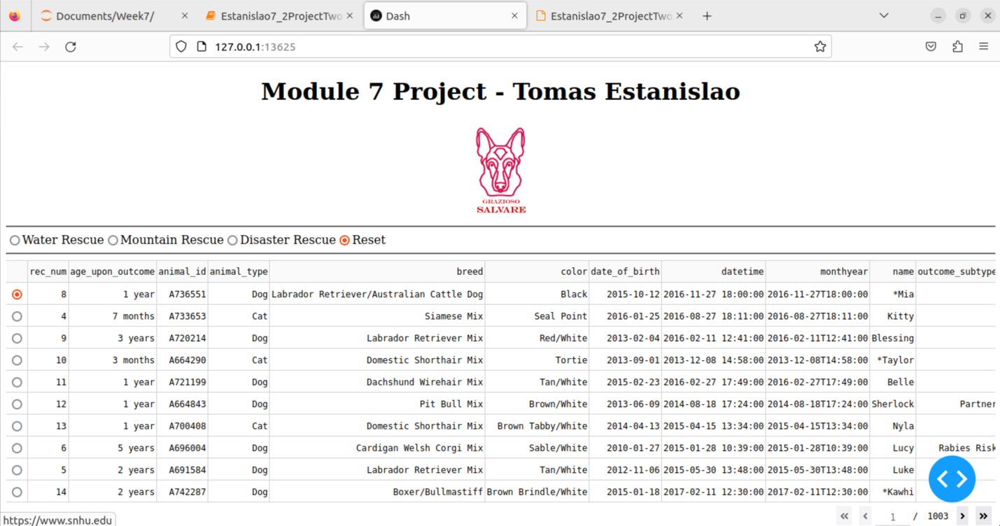 Documents/Week7/ Estanislao7_2ProjectTwo Dash Estanislao7_2ProjectTwo.
127.0.0.1:13625
Module 7 Project - Tomas Estanislao
GRAZIOSO
SALVARE
Water Rescue Mountain Rescue Disaster Rescue Reset
rec_num age_upon_outcome animal_id animal_type breed color date_of_birth datetime monthyear name outcome_subtype
8 1 year A736551 Dog Labrador Retriever/Australian Cattle Dog Black 2015-10-12 2016-11-27 18:00:00 2016-11-27T18:00:00 *Mia
4 7 months A733653 Cat Siamese Mix Seal Point 2016-01-25 2016-08-27 18:11:00 2016-08-27T18:11:00 Kitty
9 3 years A720214 Dog Labrador Retriever Mix Red/White 2013-02-04 2016-02-11 12:41:00 2016-02-11T12:41:00 Blessing
10 3 months A664290 Cat Domestic Shorthair Mix Tortie 2013-09-01 2013-12-08 14:58:00 2013-12-08T14:58:00 *Taylor
11 1 year A721199 Dog Dachshund Wirehair Mix Tan/White 2015-02-23 2016-02-27 17:49:00 2016-02-27T17:49:00 Belle
12 1 year A664843 Dog Pit Bull Mix Brown/White 2013-06-09 2014-08-18 17:24:00 2014-08-18T17:24:00 Sherlock Partner
13 1 year A700408 Cat Domestic Shorthair Mix Brown Tabby/White 2014-04-13 2015-04-15 13:34:00 2015-04-15T13:34:00 Nyla
6 5 years A696004 Dog Cardigan Welsh Corgi Mix Sable/White 2010-01-27 2015-01-28 10:39:00 2015-01-28T10:39:00 Lucy Rabies Risk
5 2 years A691584 Dog Labrador Retriever Mix Tan/White 2012-11-06 2015-05-30 13:48:00 2015-05-30T13:48:00 Luke
14 2 years A742287 Dog Boxer/Bullmastiff Brown Brindle/White 2015-01-18 2017-02-11 12:30:00 2017-02-11T12:30:00 *Kawhi
https://www.snhu.edu 1 / 1003